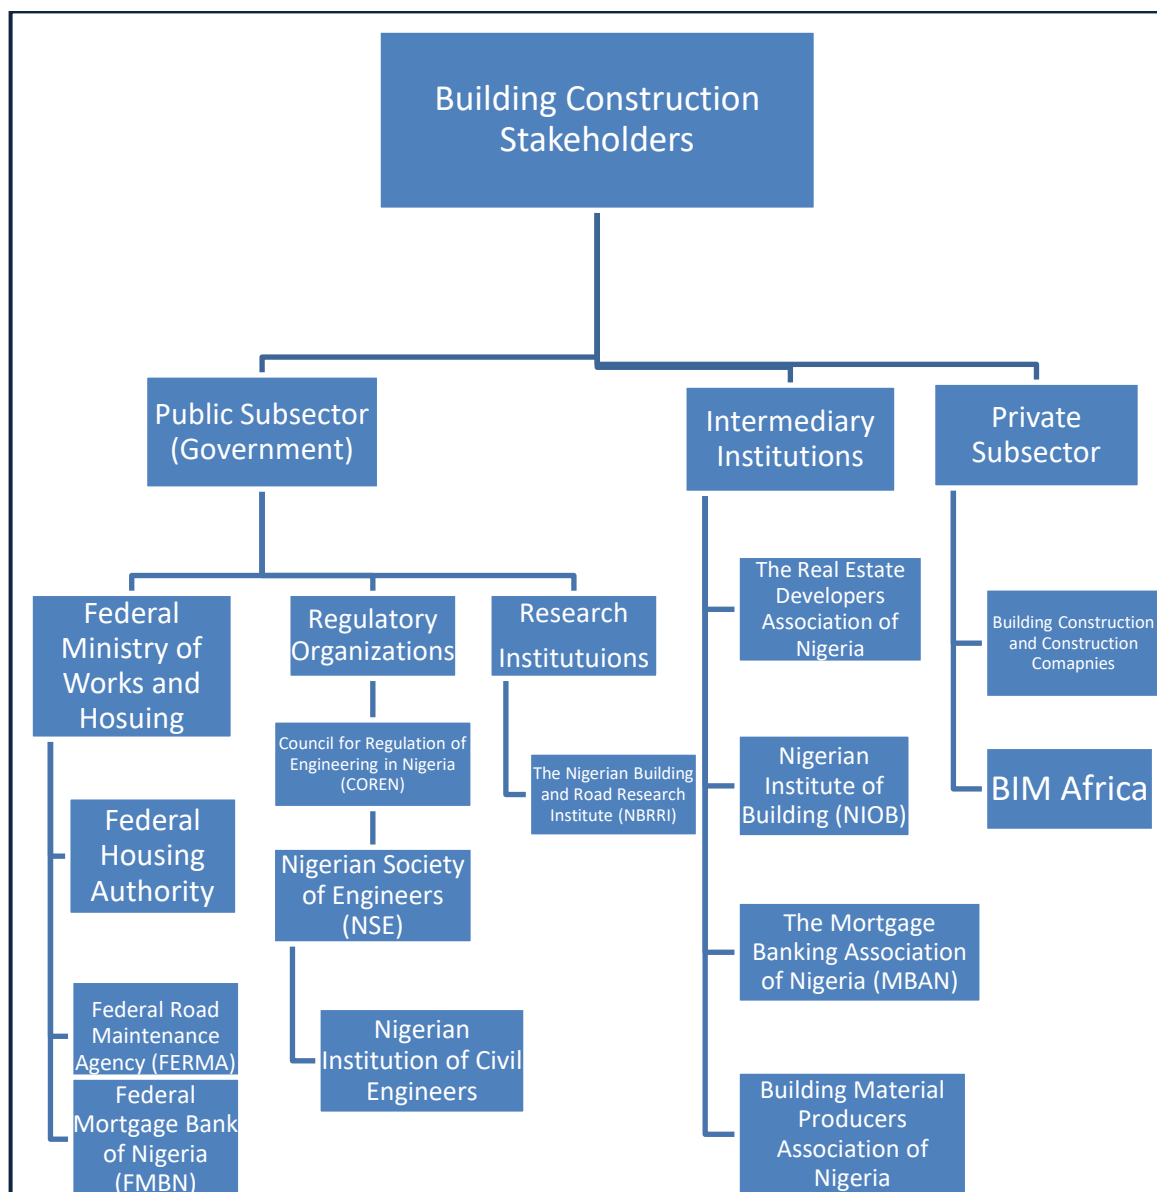 Building Construction
Stakeholders
Public Subsector
(Government)
Intermediary
Institutions
Private
Subsector
Federal
Ministry of
Works and
Hosuing
Federal
Housing
Authority
Federal Road
Maintenance
Agency (FERMA)
Federal
Mortgage Bank
of Nigeria
(FMBN)
Regulatory
Organizations
Council for Regulation of
Engineering in Nigeria
(COREN)
Nigerian Society
of Engineers
(NSE)
Nigerian
Institution of Civil
Engineers
Research
Institutuions
The Nigerian Building
and Road Research
Institute (NBRRI)
The Real Estate
Developers
Association of
Nigeria
Nigerian
Institute of
Building (NIOB)
The Mortgage
Banking Association
of Nigeria (MBAN)
Building Material
Producers
Association of
Nigeria
Building Construction
and Construction
Comapnies
BIM Africa